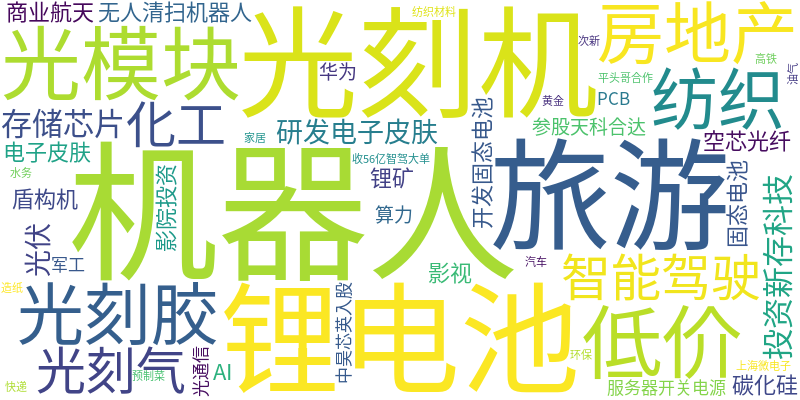 商业航天
无人清扫机器人
纺织材料
次新
房地产
高铁
油气
光模块
光刻机
华为
平头哥合作
黄金
PCB
纺织
存储芯片
化工
研发电子皮肤
开发固态电池
参股天科合达
空芯光纤
电子皮肤
家居
收56亿智驾大单
水务
机器人
影院投资
锂矿
旅游
固态电池
投资新存科技
盾构机
算力
光伏
军工
影视
汽车
智能驾驶
造纸
光刻胶
锂电池
中昊芯英入股
低价
光刻气
光通信
AI
预制菜
环保
上海微电子
快递
服务器开关电源
碳化硅